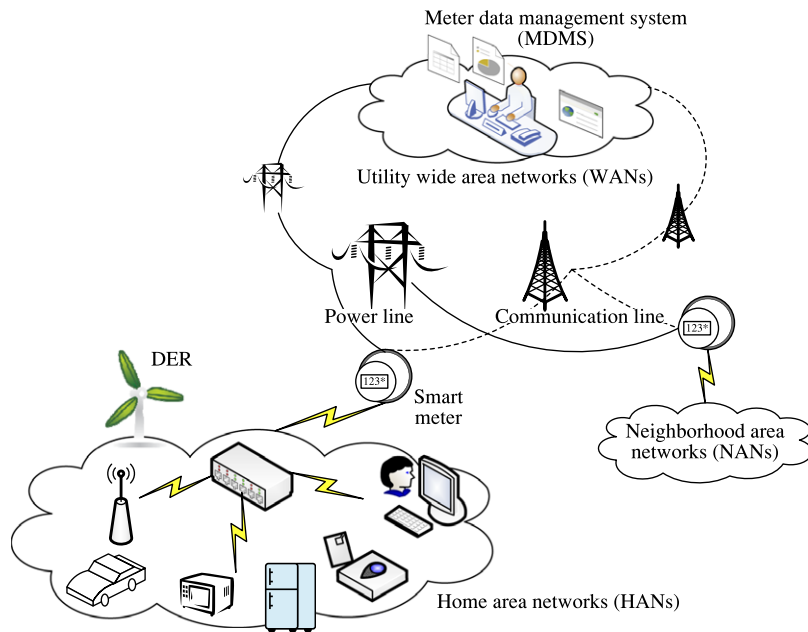 Meter data management system
(MDMS)
Utility wide area networks (WANs)
Power line
Communication line
123*
DER
123*
Smart
meter
Neighborhood area
networks (NANs)
Home area networks (HANs)